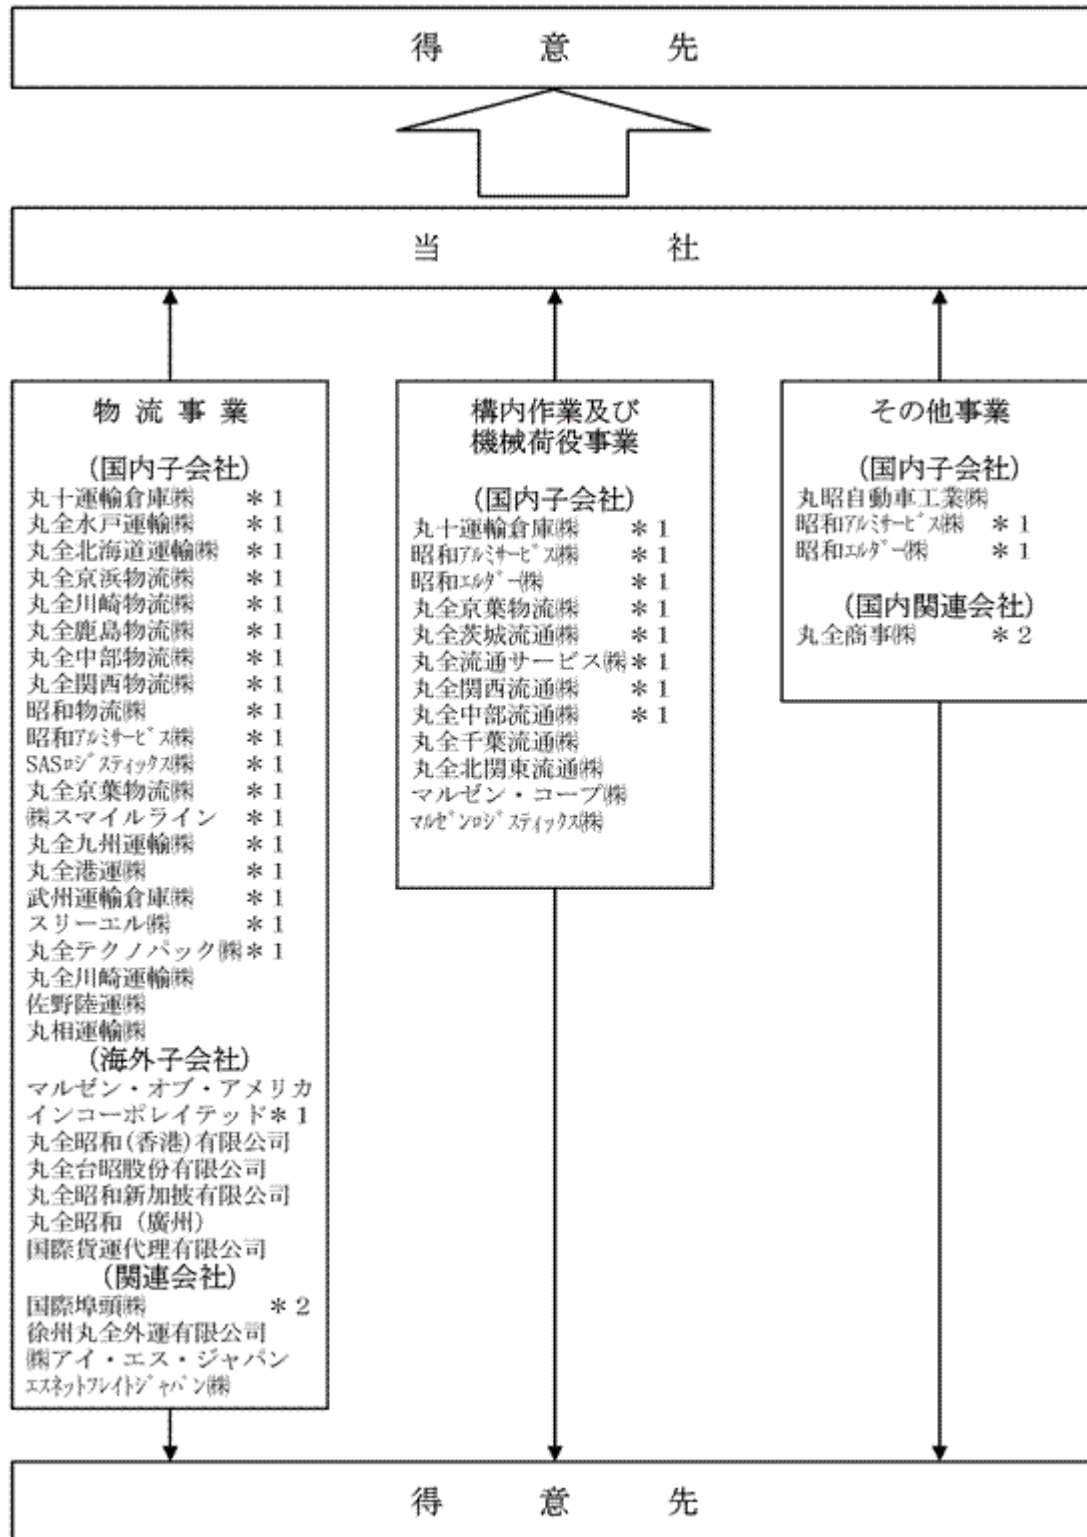 得意先
当社
物流事業
(国内子会社)
丸十運輸倉庫㈱ ＊1
丸全水戸運輸㈱ ＊1
丸全北海道運輸㈱ ＊1
丸全京浜物流㈱ ＊1
丸全川崎物流㈱ ＊1
丸全鹿島物流㈱ ＊1
丸全中部物流㈱ ＊1
丸全関西物流㈱ ＊1
昭和物流㈱ ＊1
昭和ｱﾙﾐｻｰﾋﾞｽ㈱ ＊1
SASﾛｼﾞｽティックス㈱ ＊1
丸全京葉物流㈱ ＊1
㈱スマイルライン ＊1
丸全九州運輸㈱ ＊1
丸全港運㈱ ＊1
武州運輸倉庫㈱ ＊1
スリーエル㈱ ＊1
丸全テクノパック㈱＊1
丸全川崎運輸㈱
佐野陸運㈱
丸相運輸㈱
(海外子会社)
マルゼン・オブ・アメリカ
インコーポレイテッド＊1
丸全昭和(香港)有限公司
丸全台昭股份有限公司
丸全昭和新加披有限公司
丸全昭和（廣州）
国際貨運代理有限公司
(関連会社)
国際埠頭㈱ ＊2
徐州丸全外運有限公司
㈱アイ・エス・ジャパン
ｴｽﾈｯﾄﾌﾚｲﾄｼﾞｬﾊﾟﾝ㈱
構内作業及び
機械荷役事業
(国内子会社)
丸十運輸倉庫㈱ ＊1
昭和ｱﾙﾐｻｰﾋﾞｽ㈱ ＊1
昭和ｴﾙﾀﾞｰ㈱ ＊1
丸全京葉物流㈱ ＊1
丸全茨城流通㈱ ＊1
丸全流通サービス㈱＊1
丸全関西流通㈱ ＊1
丸全中部流通㈱ ＊1
丸全千葉流通㈱
丸全北関東流通㈱
マルゼン・コープ㈱
ﾏﾙｾﾞﾝﾛｼﾞｽティックス㈱
その他事業
(国内子会社)
丸昭自動車工業㈱
昭和ｱﾙﾐｻｰﾋﾞｽ㈱ ＊1
昭和ｴﾙﾀﾞｰ㈱ ＊1
(国内関連会社)
丸全商事㈱ ＊2
得意先